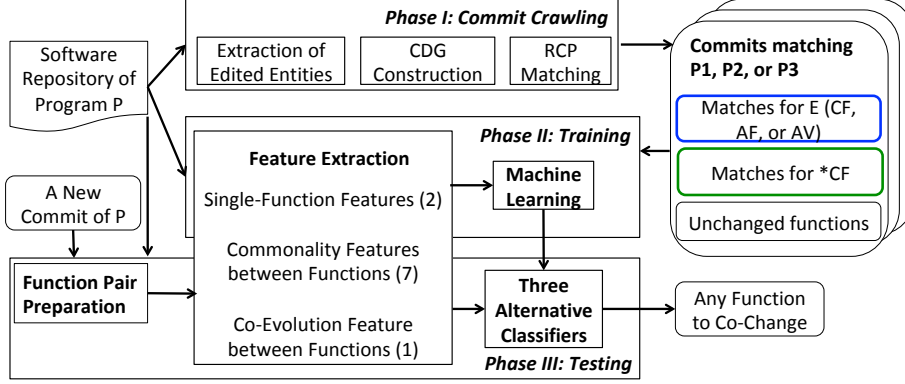 Phase I: Commit Crawling
Software
Repository of
Program P
Extraction of
Edited Entities
CDG
Construction
RCP
Matching
Commits matching
P1, P2, or P3
Matches for E (CF,
AF, or AV)
Matches for *CF
Unchanged functions
Phase II: Training
Feature Extraction
Single-Function Features (2)
Commonality Features
between Functions (7)
Co-Evolution Feature
between Functions (1)
Machine
Learning
A New
Commit of P
Function Pair
Preparation
Three
Alternative
Classifiers
Phase III: Testing
Any Function
to Co-Change